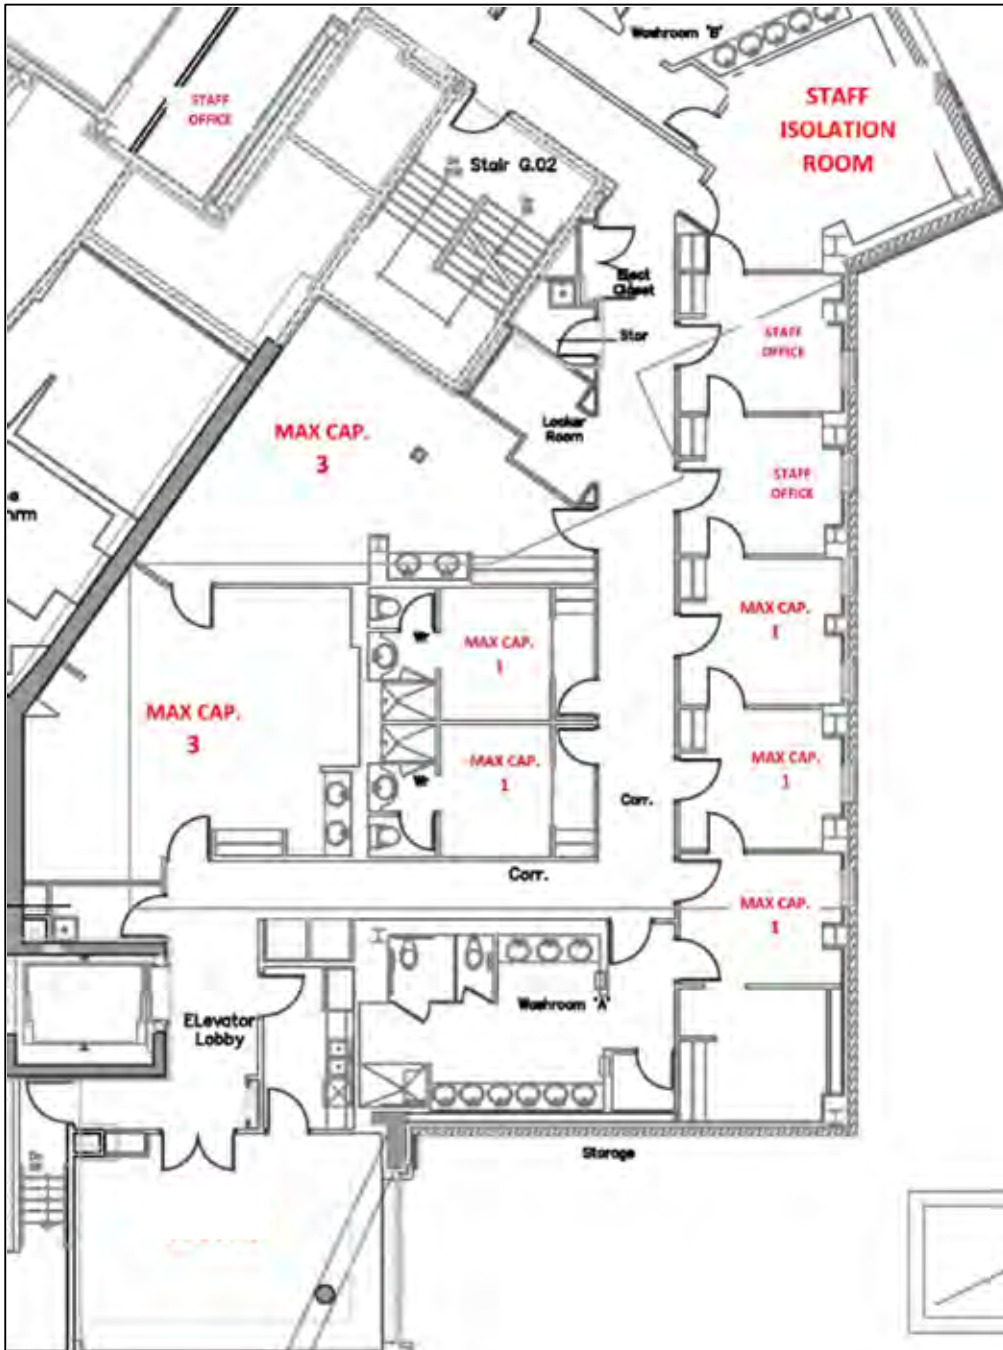 Washroom 'B'
STAFF
OFFICE
STAFF
ISOLATION
ROOM
Stair G.02
Elect
Closet
Stor
STAFF
OFFICE
Locker
Room
MAX CAP.
3
STAFF
OFFICE
MAX CAP.
1
Wr
MAX CAP.
1
MAX CAP.
3
MAX CAP.
1
Wr
MAX CAP.
1
Corr.
Corr.
MAX CAP.
1
Washroom 'A'
ELevator
Lobby
Storage